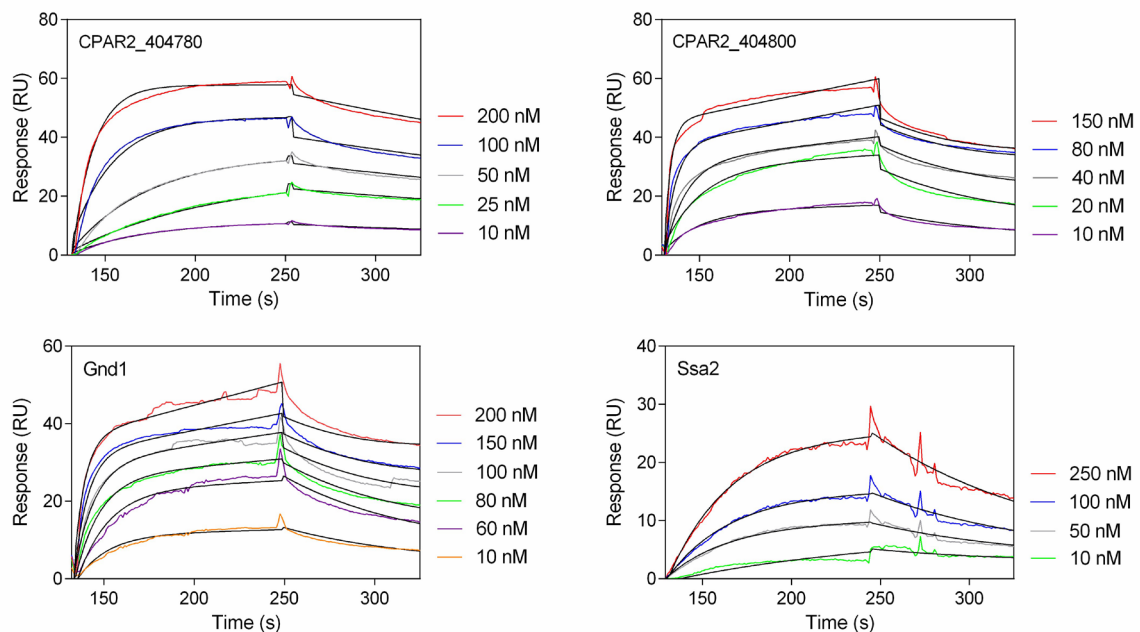 CPAR2_404780
Response (RU)
80
60
40
20
0
150
200
250
300
Time (s)
200 nM
100 nM
50 nM
25 nM
10 nM
CPAR2_404800
Response (RU)
80
60
40
20
0
150
200
250
300
Time (s)
150 nM
80 nM
40 nM
20 nM
10 nM
Gnd1
Response (RU)
60
40
20
0
150
200
250
300
Time (s)
200 nM
150 nM
100 nM
80 nM
60 nM
10 nM
Ssa2
Response (RU)
40
30
20
10
0
150
200
250
300
Time (s)
250 nM
100 nM
50 nM
10 nM